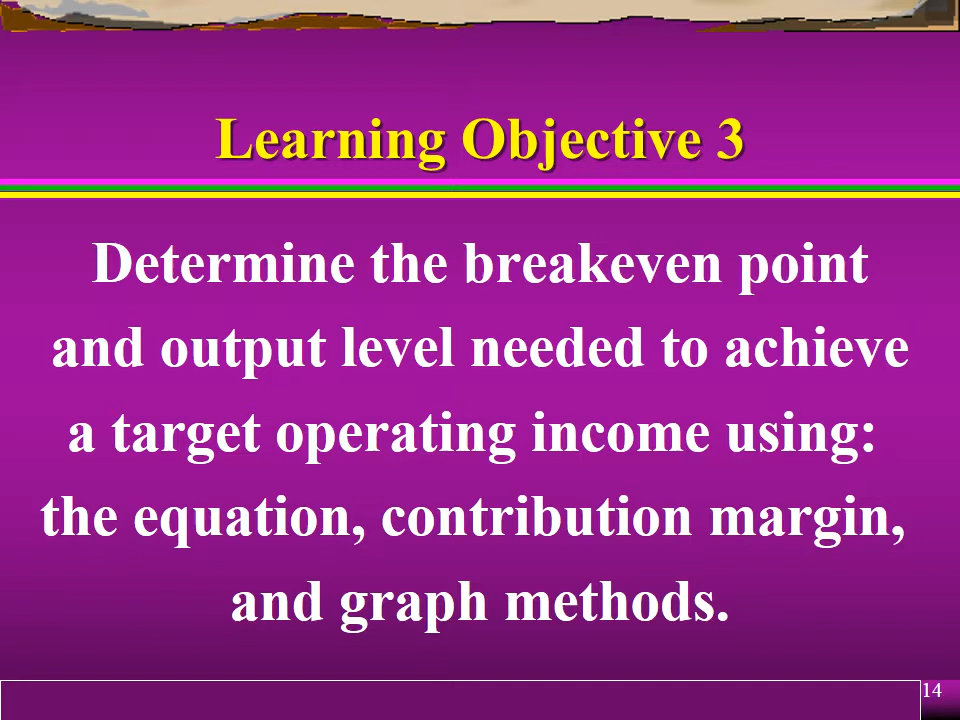 Learning Objective 3
Determine the breakeven point
and output level needed to achieve
a target operating income using:
the equation, contribution margin,
and graph methods.
14